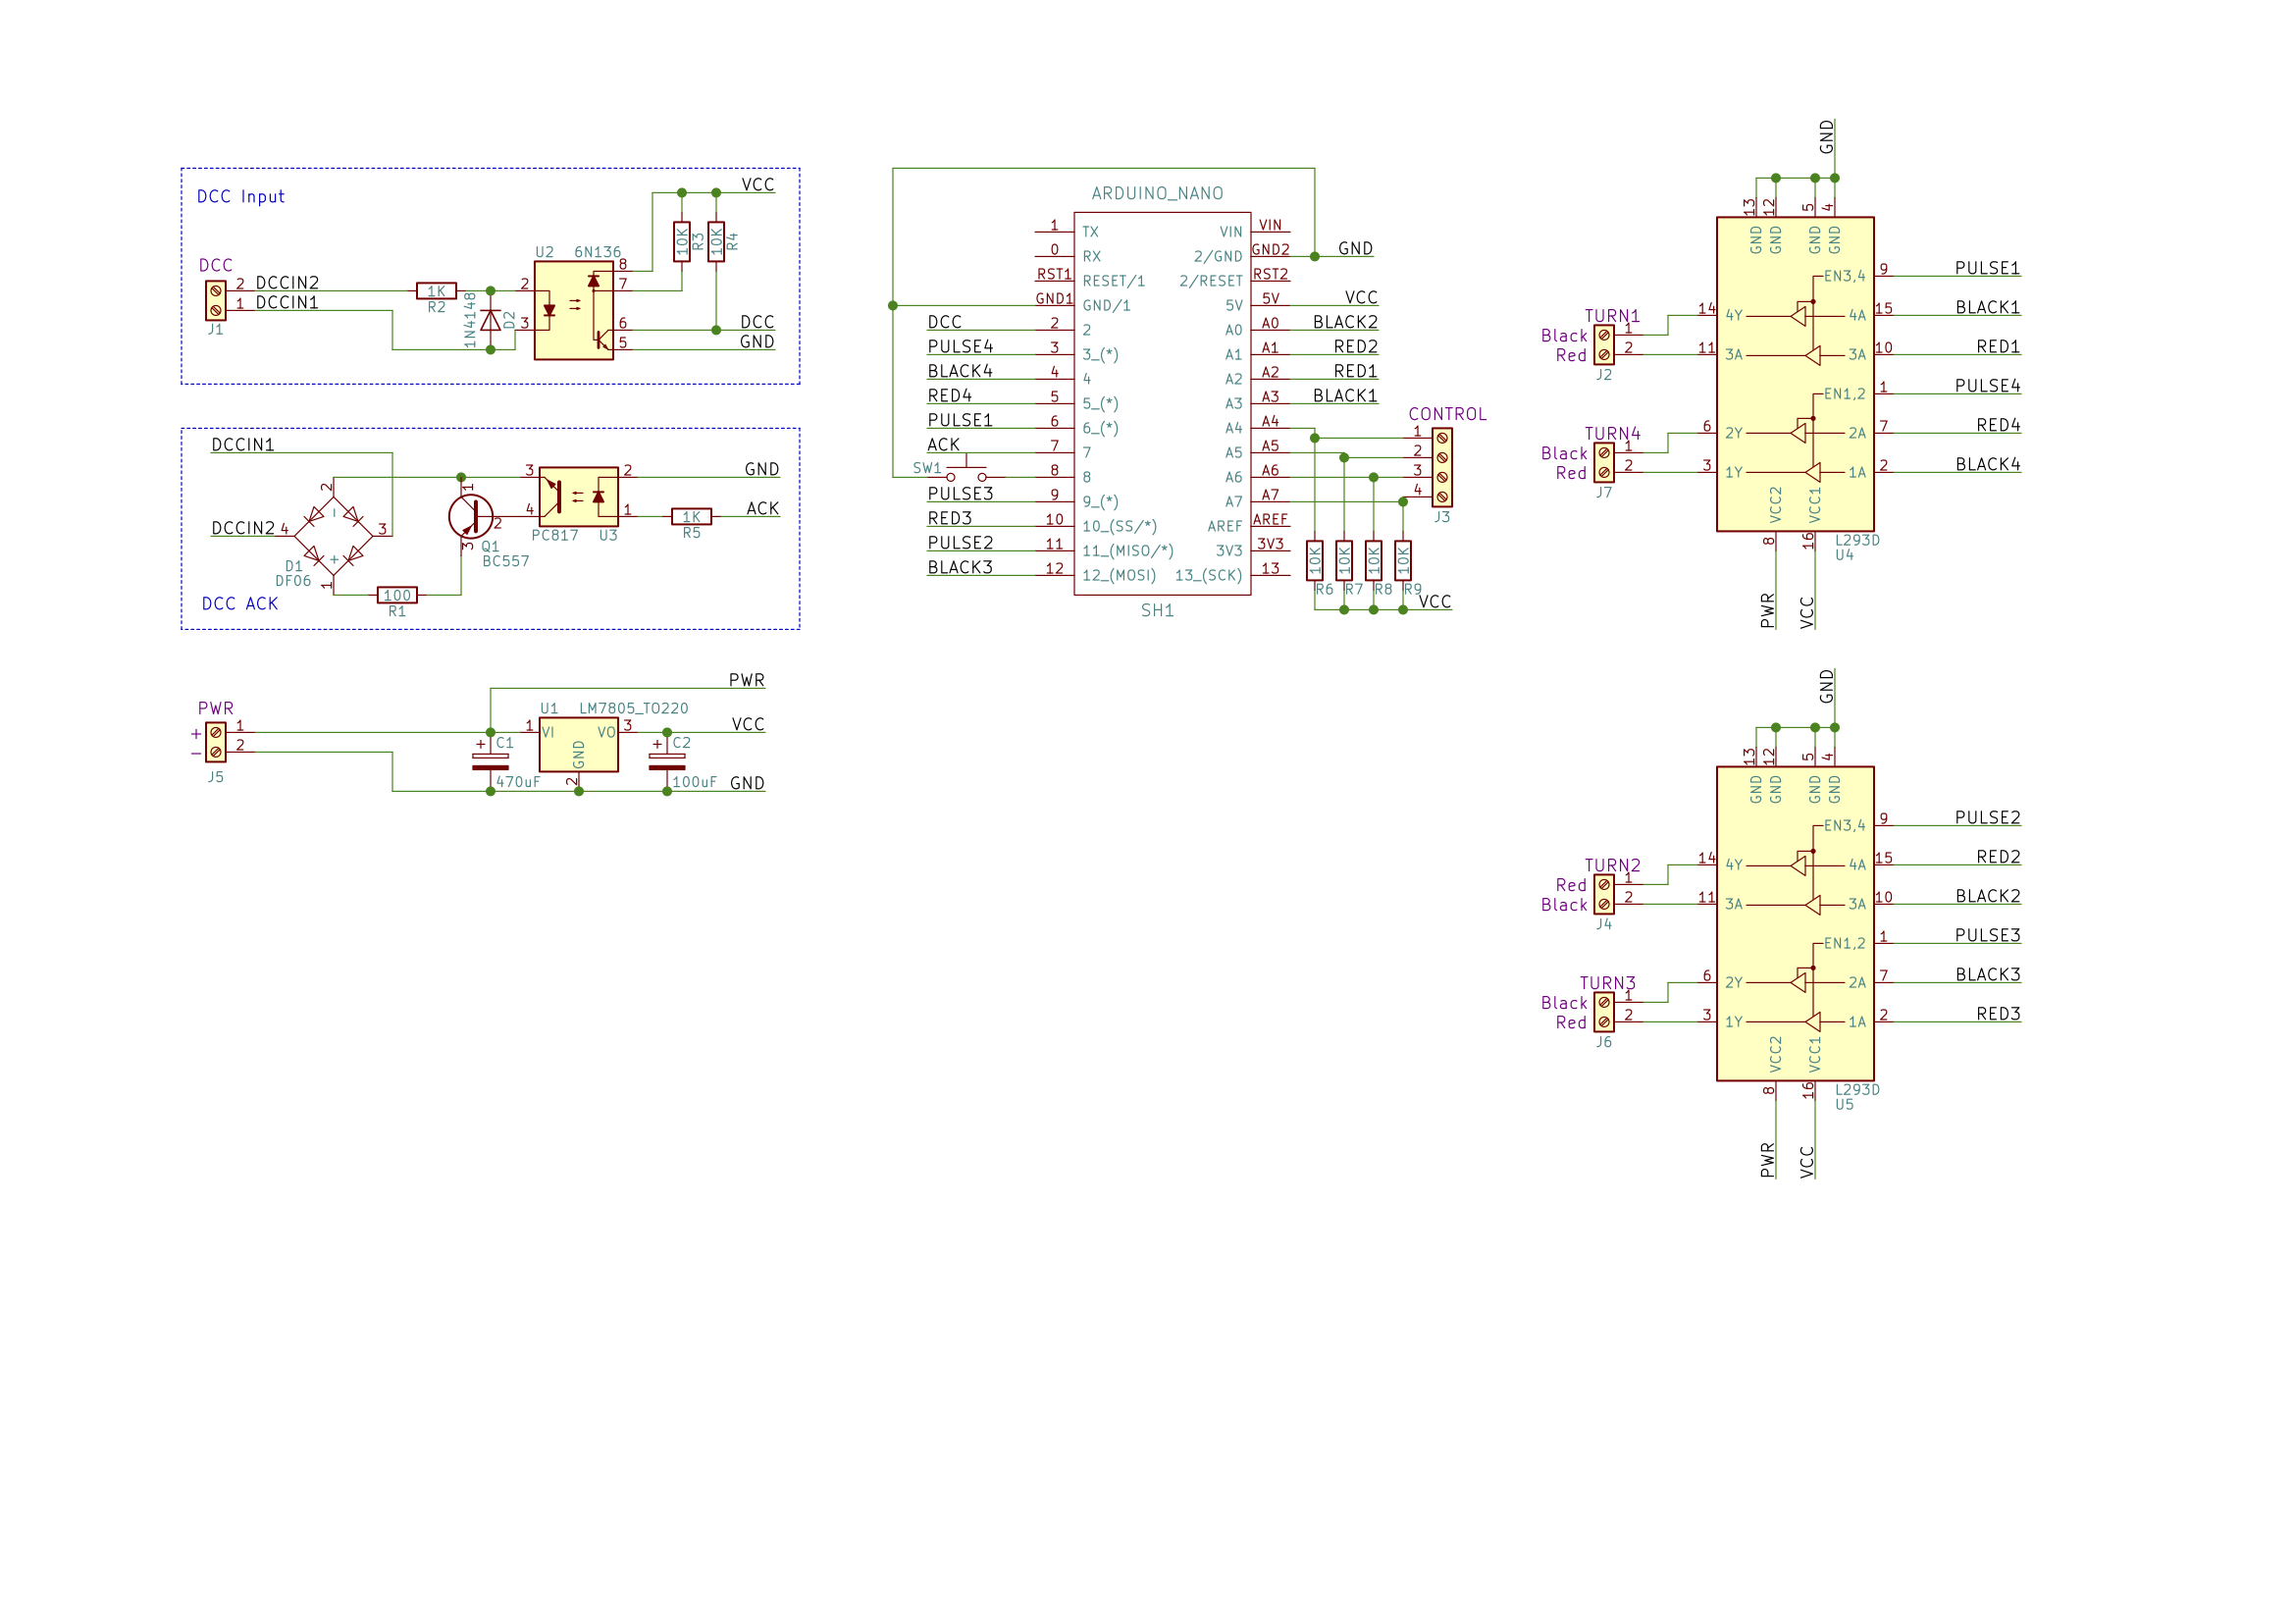 DCC Input
DCC
2 DCCIN2
1 DCCIN1
J1
1K
R2
1N4148
D2
U2 6N136
2
3
8
7
6
5
10K
R3
10K
R4
VCC
DCC
GND
DCCIN1
DCCIN2
4
3
2
1
-
+
D1
DF06
100
R1
1
2
3
Q1
BC557
3
4
2
1
PC817 U3
1K
R5
GND
ACK
DCC ACK
PWR
+ 1
- 2
J5
PWR
U1 LM7805_TO220
1 VI VO 3
GND
2
+ C1
470uF
+ C2
100uF
VCC
GND
ARDUINO_NANO
1 TX VIN VIN
0 RX 2/GND GND2 GND
RST1 RESET/1 2/RESET RST2
GND1 GND/1 5V 5V VCC
DCC 2 2 A0 A0 BLACK2
PULSE4 3 3_(*) A1 A1 RED2
BLACK4 4 4 A2 A2 RED1
RED4 5 5_(*) A3 A3 BLACK1
PULSE1 6 6_(*) A4 A4
ACK 7 7 A5 A5
SW1 8 8 A6 A6
PULSE3 9 9_(*) A7 A7
RED3 10 10_(SS/*) AREF AREF
PULSE2 11 11_(MISO/*) 3V3 3V3
BLACK3 12 12_(MOSI) 13_(SCK) 13
SH1
CONTROL
1
2
3
4
J3
10K
10K
10K
10K
R6 R7 R8 R9
VCC
GND
13 12 5 4
GND GND GND GND
EN3,4 9 PULSE1
TURN1
Black 1
Red 2
J2
14 4Y 4A 15 BLACK1
11 3A 3A 10 RED1
EN1,2 1 PULSE4
TURN4
Black 1
Red 2
J7
6 2Y 2A 7 RED4
3 1Y 1A 2 BLACK4
VCC2 VCC1
8 16
L293D
U4
PWR VCC
GND
13 12 5 4
GND GND GND GND
EN3,4 9 PULSE2
TURN2
Red 1
Black 2
J4
14 4Y 4A 15 RED2
11 3A 3A 10 BLACK2
EN1,2 1 PULSE3
TURN3
Black 1
Red 2
J6
6 2Y 2A 7 BLACK3
3 1Y 1A 2 RED3
VCC2 VCC1
8 16
L293D
U5
PWR VCC